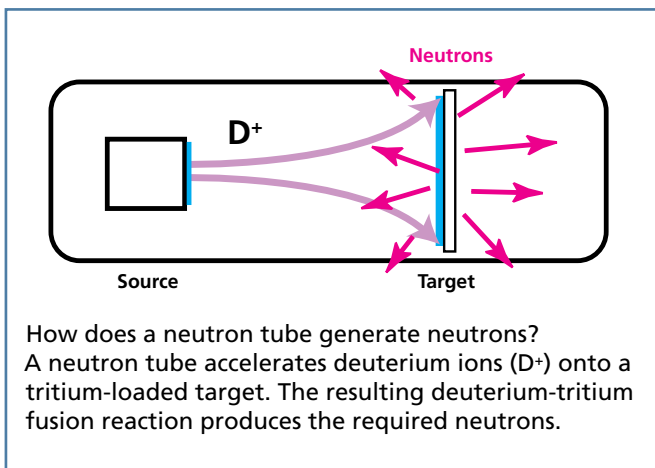 Neutrons
D⁺
Source
Target
How does a neutron tube generate neutrons?
A neutron tube accelerates deuterium ions (D⁺) onto a
tritium-loaded target. The resulting deuterium-tritium
fusion reaction produces the required neutrons.